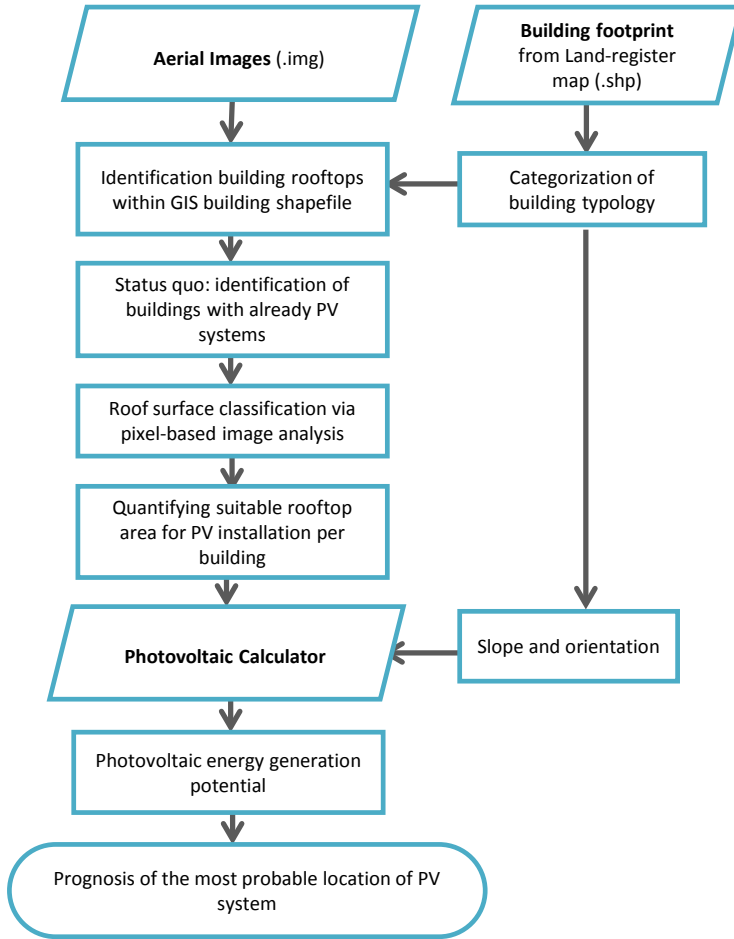 Aerial Images (.img)
Building footprint
from Land-register
map (.shp)
Identification building rooftops
within GIS building shapefile
Categorization of
building typology
Status quo: identification of
buildings with already PV
systems
Roof surface classification via
pixel-based image analysis
Quantifying suitable rooftop
area for PV installation per
building
Photovoltaic Calculator
Slope and orientation
Photovoltaic energy generation
potential
Prognosis of the most probable location of PV
system